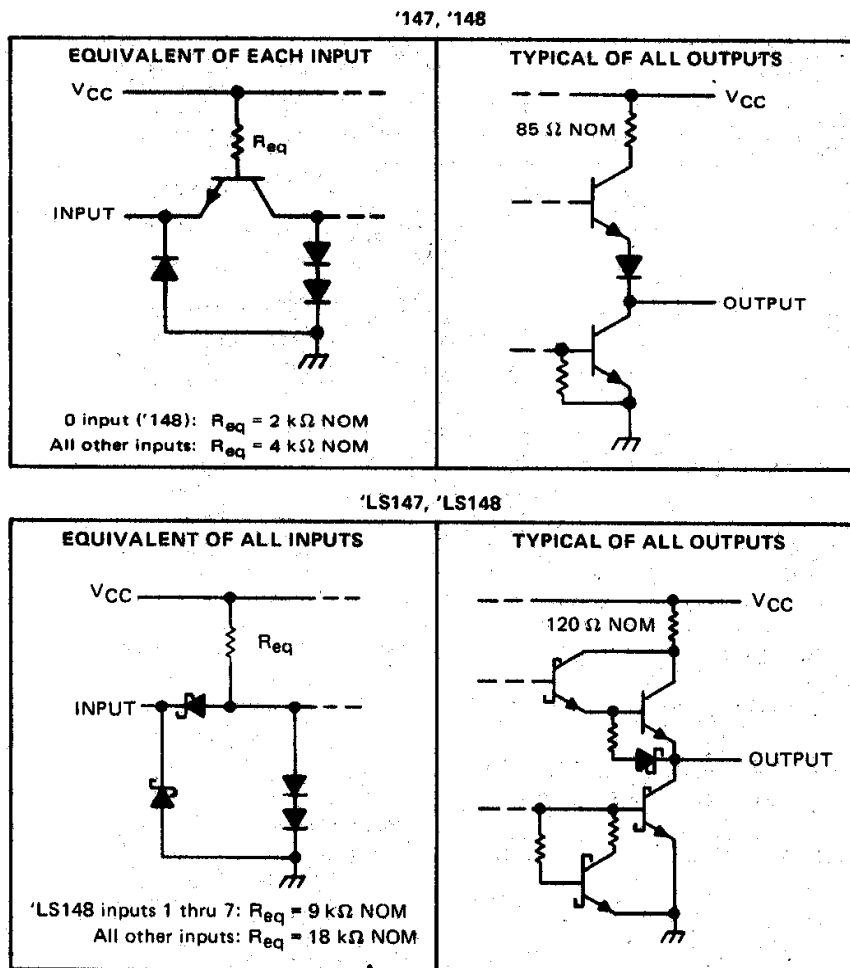 '147, '148
EQUIVALENT OF EACH INPUT
VCC
Req
INPUT
0 input ('148): Req = 2 kΩ NOM
All other inputs: Req = 4 kΩ NOM
TYPICAL OF ALL OUTPUTS
VCC
85 Ω NOM
OUTPUT
'LS147, 'LS148
EQUIVALENT OF ALL INPUTS
VCC
Req
INPUT
'LS148 inputs 1 thru 7: Req = 9 kΩ NOM
All other inputs: Req = 18 kΩ NOM
TYPICAL OF ALL OUTPUTS
VCC
120 Ω NOM
OUTPUT